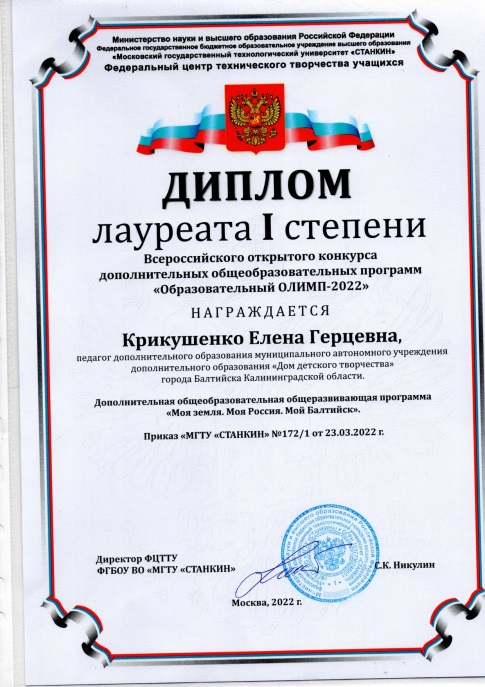 Министерство науки и высшего образования Российской Федерации
Федеральное государственное бюджетное образовательное учреждение высшего образования
«Московский государственный технологический университет «СТАНКИН»
Федеральный центр технического творчества учащихся
ДИПЛОМ
лауреата I степени
Всероссийского открытого конкурса
дополнительных общеобразовательных программ
«Образовательный ОЛИМП-2022»
НАГРАЖДАЕТСЯ
Крикушенко Елена Герцевна,
педагог дополнительного образования муниципального автономного учреждения
дополнительного образования «Дом детского творчества»
города Балтийска Калининградской области.
Дополнительная общеобразовательная общеразвивающая программа
«Моя земля. Моя Россия. Мой Балтийск».
Приказ «МГТУ «СТАНКИН» №172/1 от 23.03.2022 г.
Директор ФЦТТУ
ФГБОУ ВО «МГТУ «СТАНКИН»
С.К. Никулин
Москва, 2022 г.